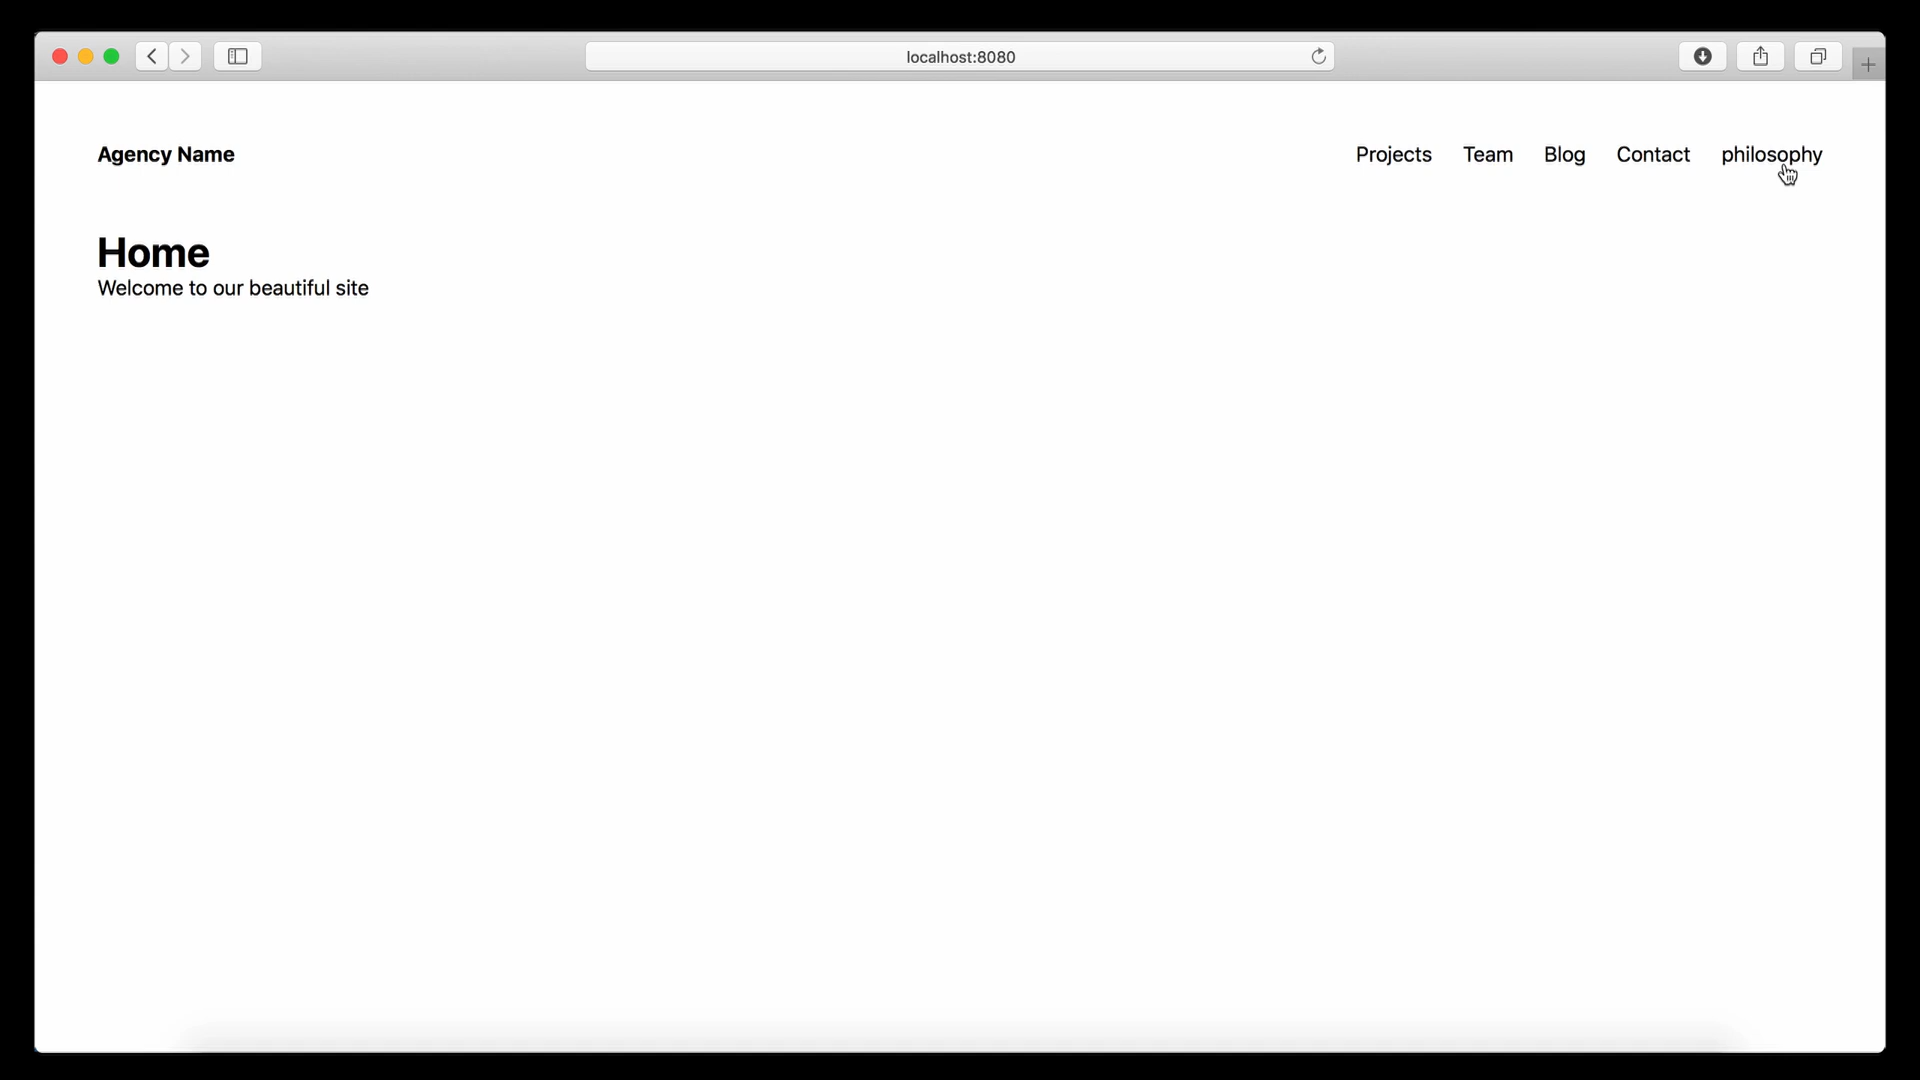 localhost:8080
Agency Name
Projects Team Blog Contact philosophy
Home
Welcome to our beautiful site